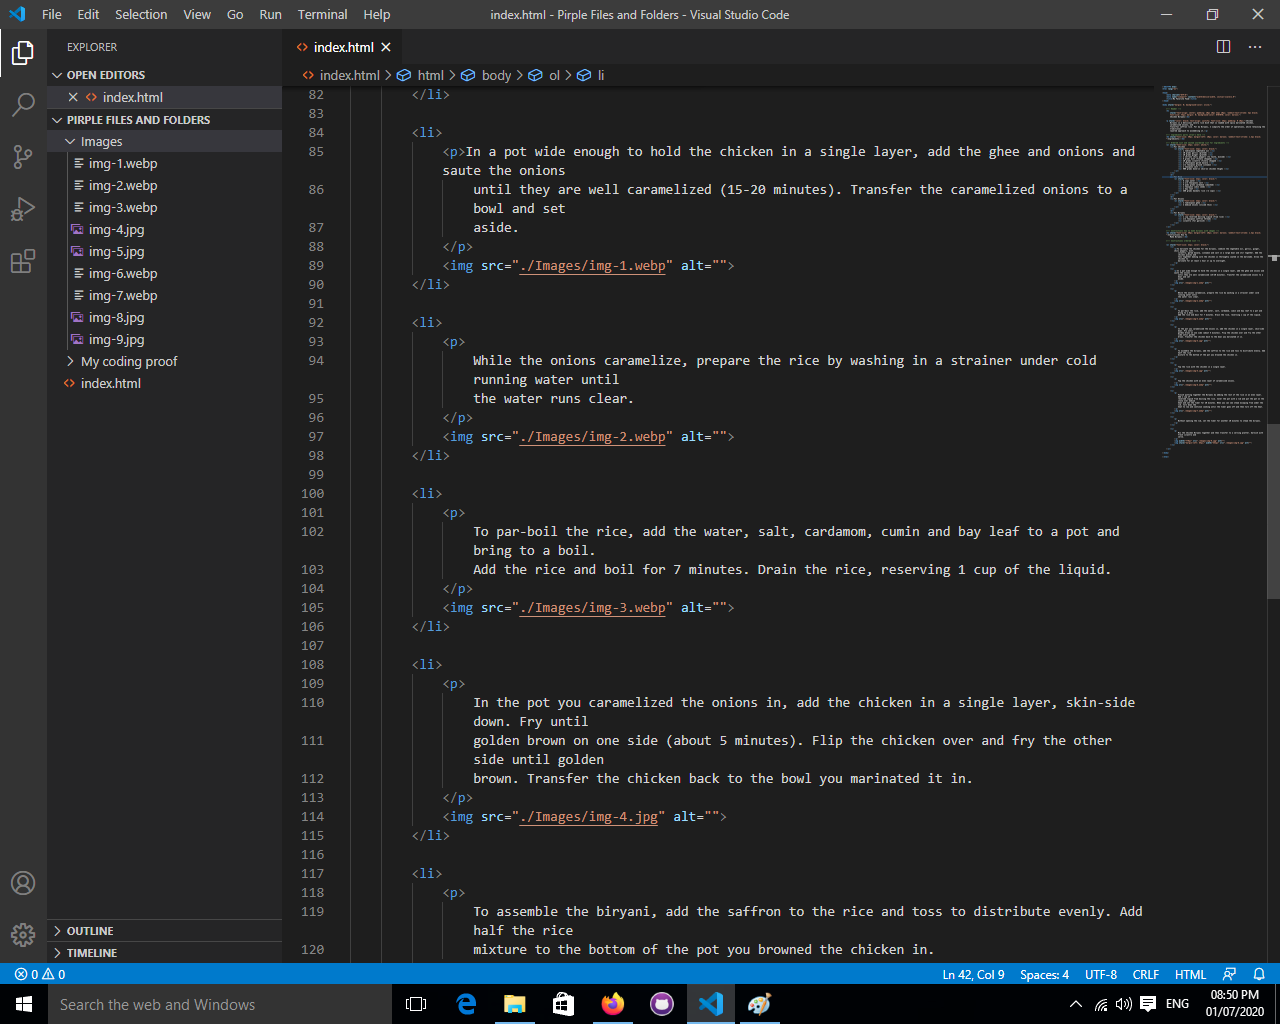 File Edit Selection View Go Run Terminal Help
index.html - Pirple Files and Folders - Visual Studio Code
EXPLORER
OPEN EDITORS
index.html
PIRPLE FILES AND FOLDERS
Images
img-1.webp
img-2.webp
img-3.webp
img-4.jpg
img-5.jpg
img-6.webp
img-7.webp
img-8.jpg
img-9.jpg
My coding proof
index.html
OUTLINE
TIMELINE
index.html
index.html > html > body > ol > li
82 </li>
83
84 <li>
85 <p>In a pot wide enough to hold the chicken in a single layer, add the ghee and onions and
saute the onions
86 until they are well caramelized (15-20 minutes). Transfer the caramelized onions to a
bowl and set
87 aside.
88 </p>
89 <img src="./Images/img-1.webp" alt="">
90 </li>
91
92 <li>
93 <p>
94 While the onions caramelize, prepare the rice by washing in a strainer under cold
running water until
95 the water runs clear.
96 </p>
97 <img src="./Images/img-2.webp" alt="">
98 </li>
99
100 <li>
101 <p>
102 To par-boil the rice, add the water, salt, cardamom, cumin and bay leaf to a pot and
bring to a boil.
103 Add the rice and boil for 7 minutes. Drain the rice, reserving 1 cup of the liquid.
104 </p>
105 <img src="./Images/img-3.webp" alt="">
106 </li>
107
108 <li>
109 <p>
110 In the pot you caramelized the onions in, add the chicken in a single layer, skin-side
down. Fry until
111 golden brown on one side (about 5 minutes). Flip the chicken over and fry the other
side until golden
112 brown. Transfer the chicken back to the bowl you marinated it in.
113 </p>
114 <img src="./Images/img-4.jpg" alt="">
115 </li>
116
117 <li>
118 <p>
119 To assemble the biryani, add the saffron to the rice and toss to distribute evenly. Add
half the rice
120 mixture to the bottom of the pot you browned the chicken in.
0 0
Ln 42, Col 9 Spaces: 4 UTF-8 CRLF HTML
Search the web and Windows
ENG
08:50 PM
01/07/2020